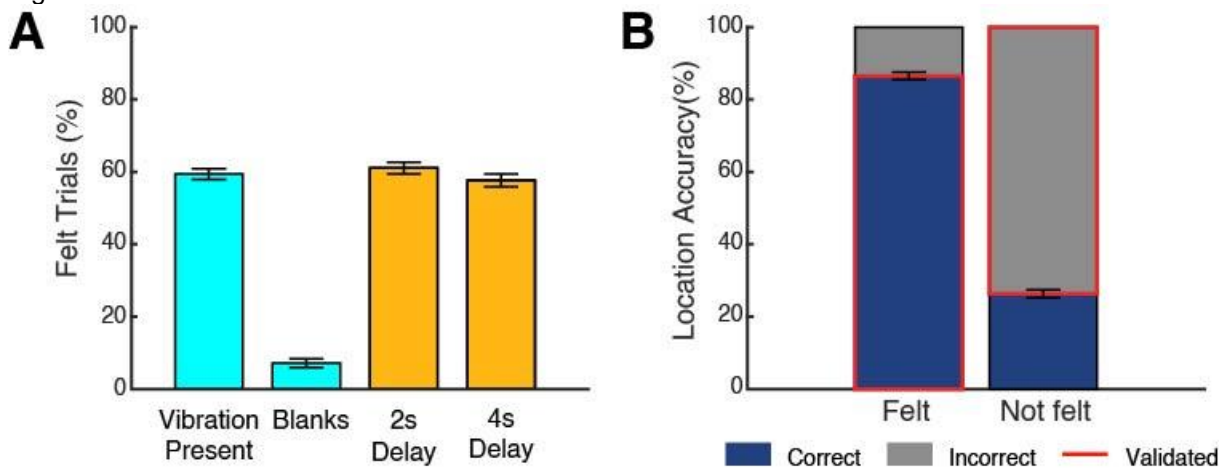 A
Felt Trials (%)
100
80
60
40
20
0
Vibration Present
Blanks
2s Delay
4s Delay
B
Location Accuracy(%)
100
80
60
40
20
0
Felt
Not felt
Correct
Incorrect
Validated